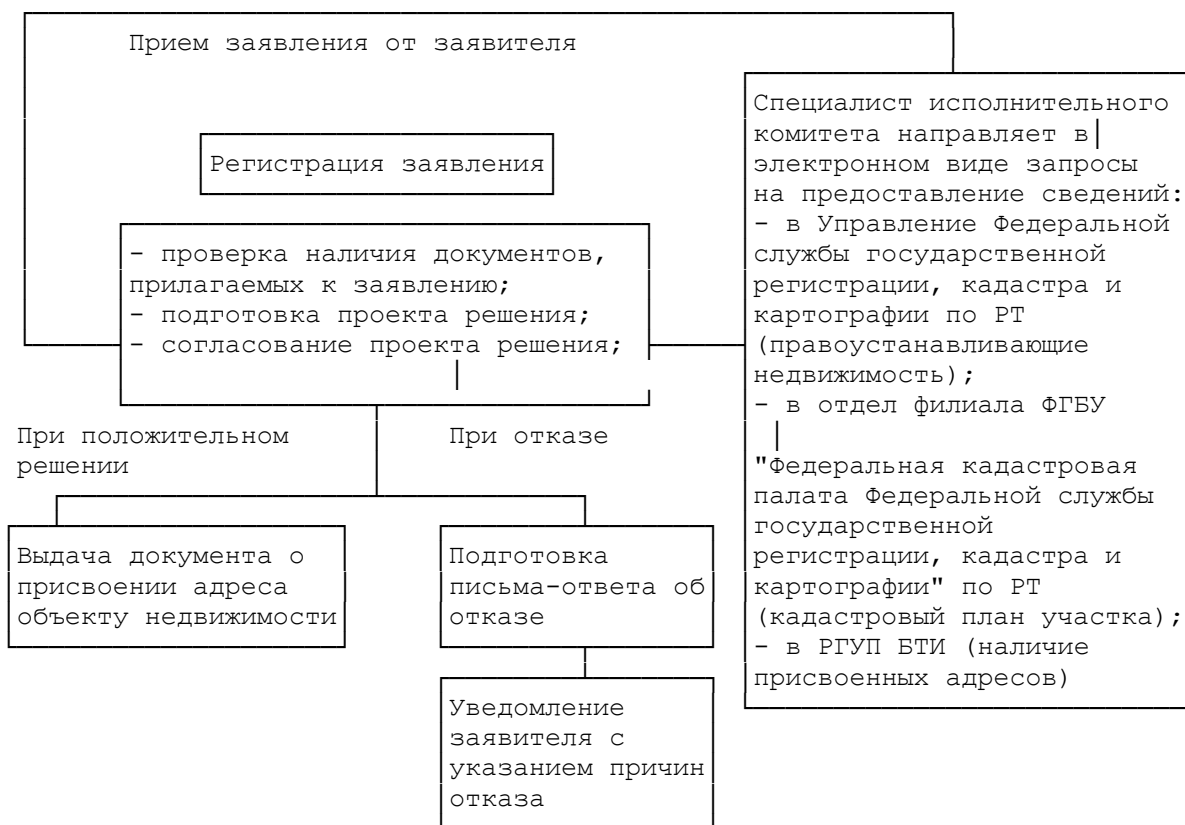 Прием заявления от заявителя
Регистрация заявления
- проверка наличия документов,
прилагаемых к заявлению;
- подготовка проекта решения;
- согласование проекта решения;
При положительном
решении
При отказе
Выдача документа о
присвоении адреса
объекту недвижимости
Подготовка
письма-ответа об
отказе
Уведомление
заявителя с
указанием причин
отказа
Специалист исполнительного
комитета направляет в
электронном виде запросы
на предоставление сведений:
- в Управление Федеральной
службы государственной
регистрации, кадастра и
картографии по РТ
(правоустанавливающие
недвижимость);
- в отдел филиала ФГБУ
"Федеральная кадастровая
палата Федеральной службы
государственной
регистрации, кадастра и
картографии" по РТ
(кадастровый план участка);
- в РГУП БТИ (наличие
присвоенных адресов)